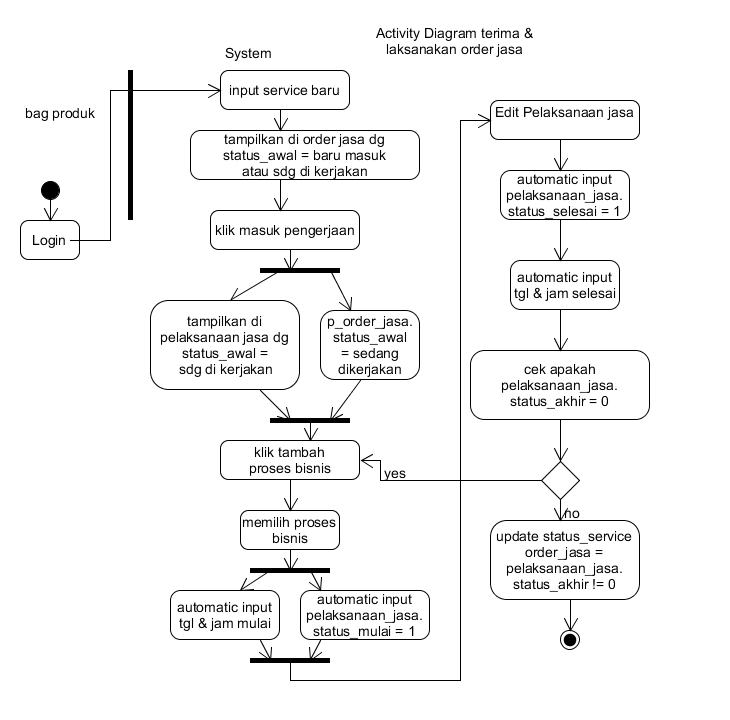 Activity Diagram terima &
laksanakan order jasa
System
bag produk
Login
input service baru
tampilkan di order jasa dg
status_awal = baru masuk
atau sdg di kerjakan
klik masuk pengerjaan
tampilkan di
pelaksanaan jasa dg
status_awal =
sdg di kerjakan
p_order_jasa.
status_awal
= sedang
dikerjakan
klik tambah
proses bisnis
memilih proses
bisnis
automatic input
tgl & jam mulai
automatic input
pelaksanaan_jasa.
status_mulai = 1
Edit Pelaksanaan jasa
automatic input
pelaksanaan_jasa.
status_selesai = 1
automatic input
tgl & jam selesai
cek apakah
pelaksanaan_jasa.
status_akhir = 0
yes
no
update status_service
order_jasa =
pelaksanaan_jasa.
status_akhir != 0